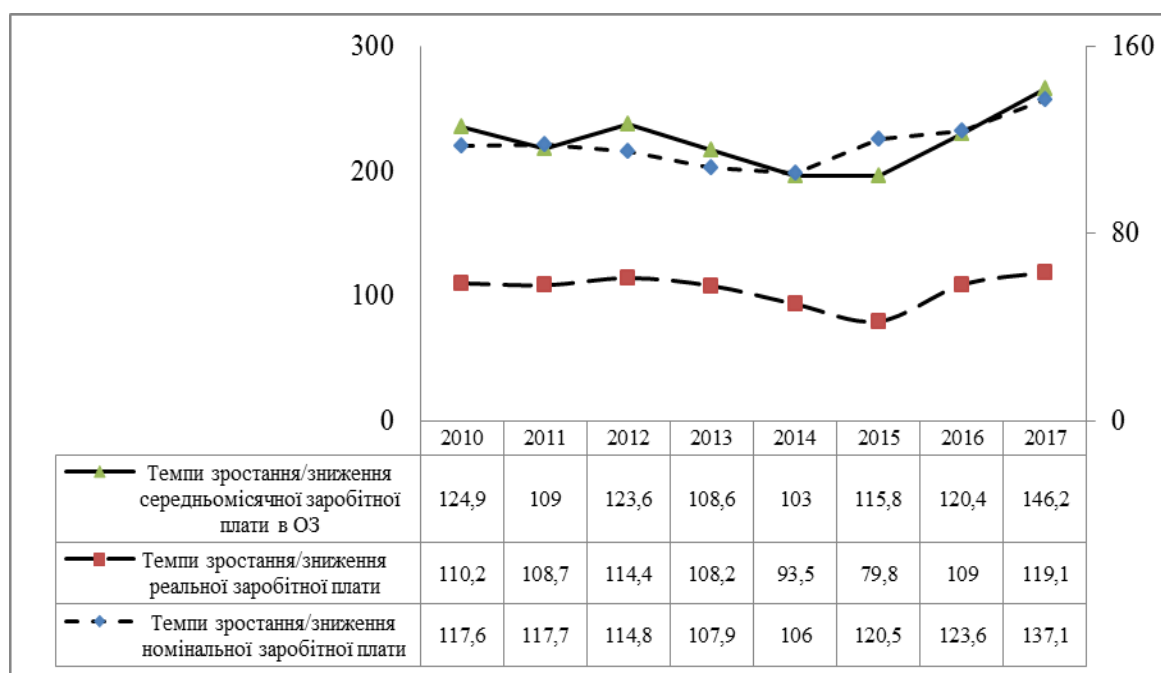 300
200
100
0
160
80
0
2010 2011 2012 2013 2014 2015 2016 2017
Темпи зростання/зниження
середньомісячної заробітної
плати в ОЗ
124,9 109 123,6 108,6 103 115,8 120,4 146,2
Темпи зростання/зниження
реальної заробітної плати
110,2 108,7 114,4 108,2 93,5 79,8 109 119,1
Темпи зростання/зниження
номінальної заробітної плати
117,6 117,7 114,8 107,9 106 120,5 123,6 137,1